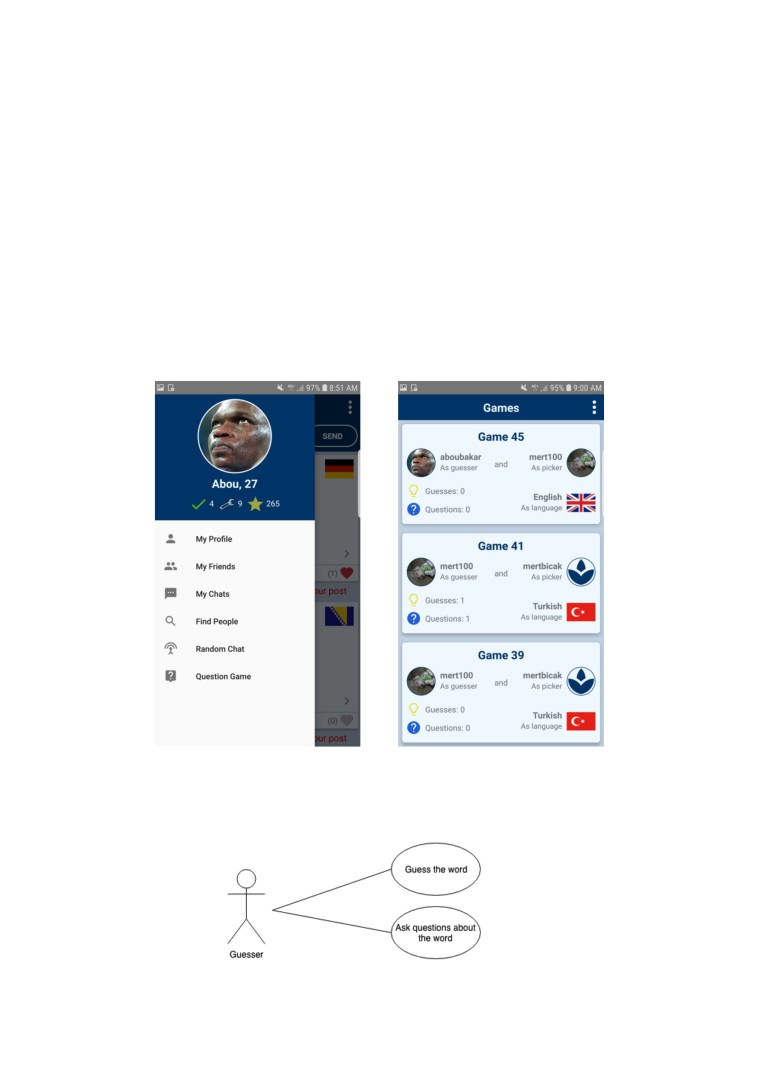 97% 8:51 AM
SEND
Abou, 27
4 9 265
My Profile
My Friends
My Chats
Find People
Random Chat
Question Game
(1)
our post
(0)
our post
95% 9:00 AM
Games
Game 45
aboubakar and mert100
As guesser As picker
Guesses: 0
English
Questions: 0
As language
Game 41
mert100 and mertbicak
As guesser As picker
Guesses: 1
Turkish
Questions: 1
As language
Game 39
mert100 and mertbicak
As guesser As picker
Guesses: 0
Turkish
Questions: 0
As language
Guess the word
Ask questions about
the word
Guesser